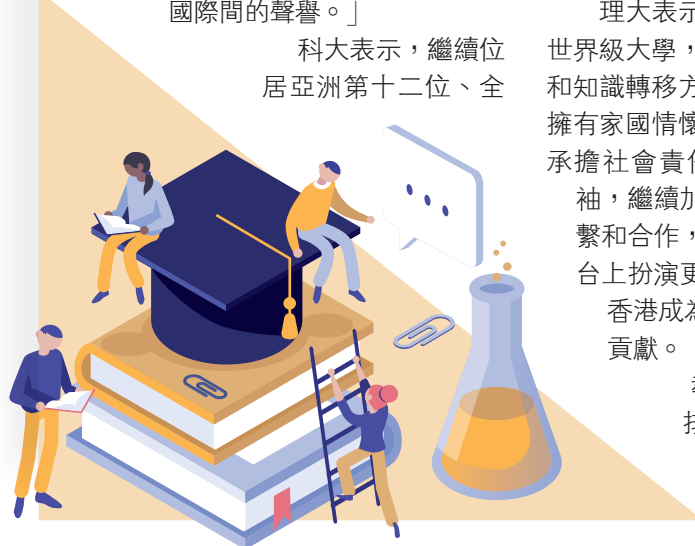 國際間的聲譽。」
科大表示，繼續位
居亞洲第十二位、全
理大表示
世界級大學，
和知識轉移方
擁有家國情懷
承擔社會責任
袖，繼續加
繫和合作，
台上扮演更
香港成為
貢獻。